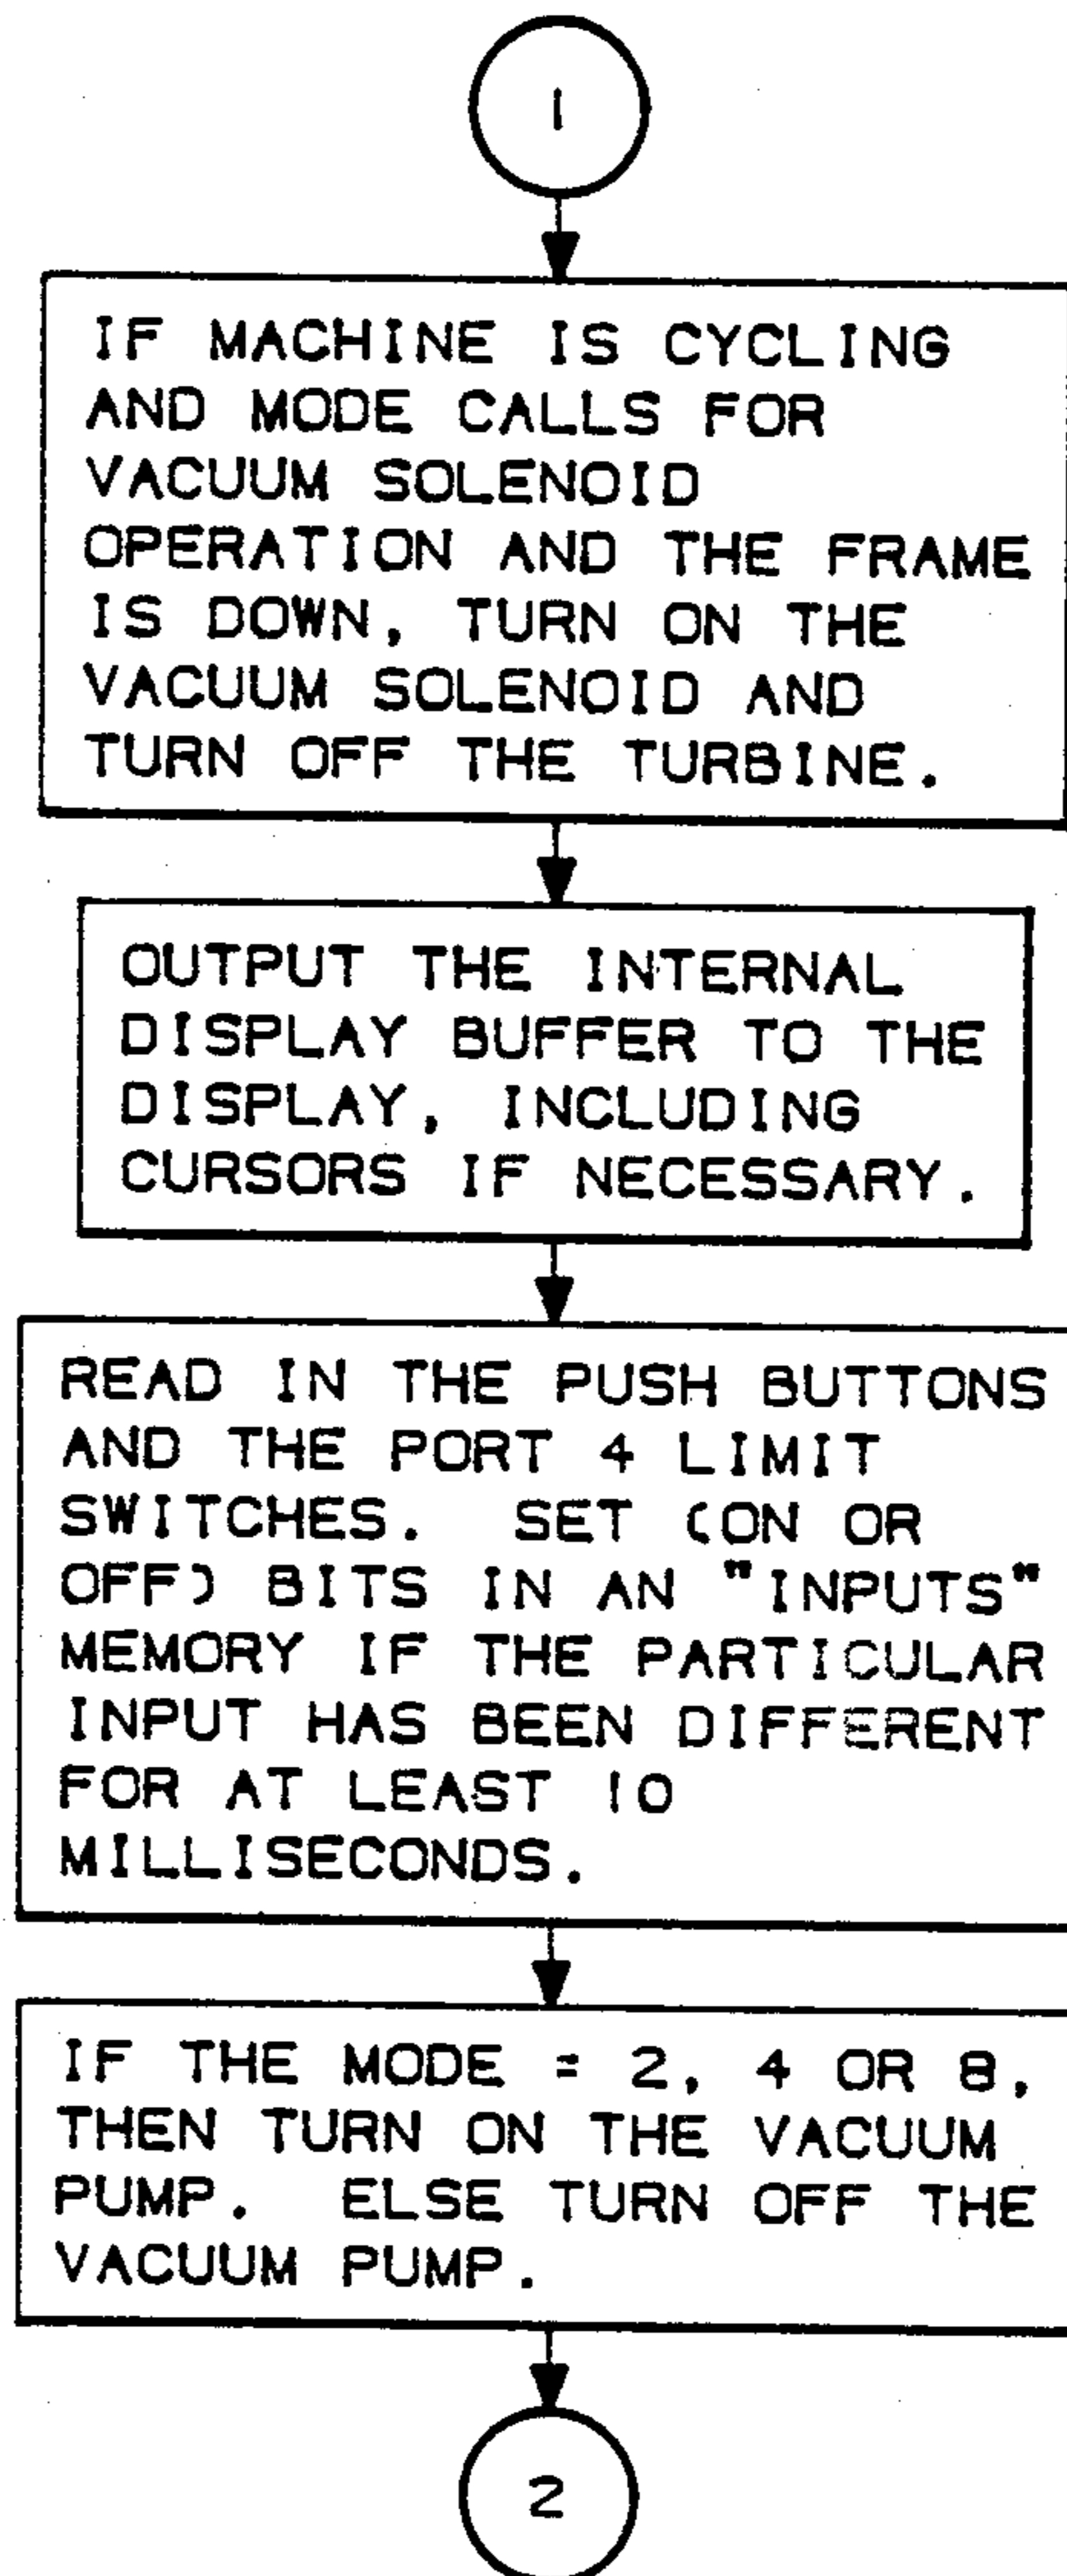 1
IF MACHINE IS CYCLING
AND MODE CALLS FOR
VACUUM SOLENOID
OPERATION AND THE FRAME
IS DOWN, TURN ON THE
VACUUM SOLENOID AND
TURN OFF THE TURBINE.
OUTPUT THE INTERNAL
DISPLAY BUFFER TO THE
DISPLAY, INCLUDING
CURSORS IF NECESSARY.
READ IN THE PUSH BUTTONS
AND THE PORT 4 LIMIT
SWITCHES. SET (ON OR
OFF) BITS IN AN "INPUTS"
MEMORY IF THE PARTICULAR
INPUT HAS BEEN DIFFERENT
FOR AT LEAST 10
MILLISECONDS.
IF THE MODE = 2, 4 OR 8,
THEN TURN ON THE VACUUM
PUMP. ELSE TURN OFF THE
VACUUM PUMP.
2